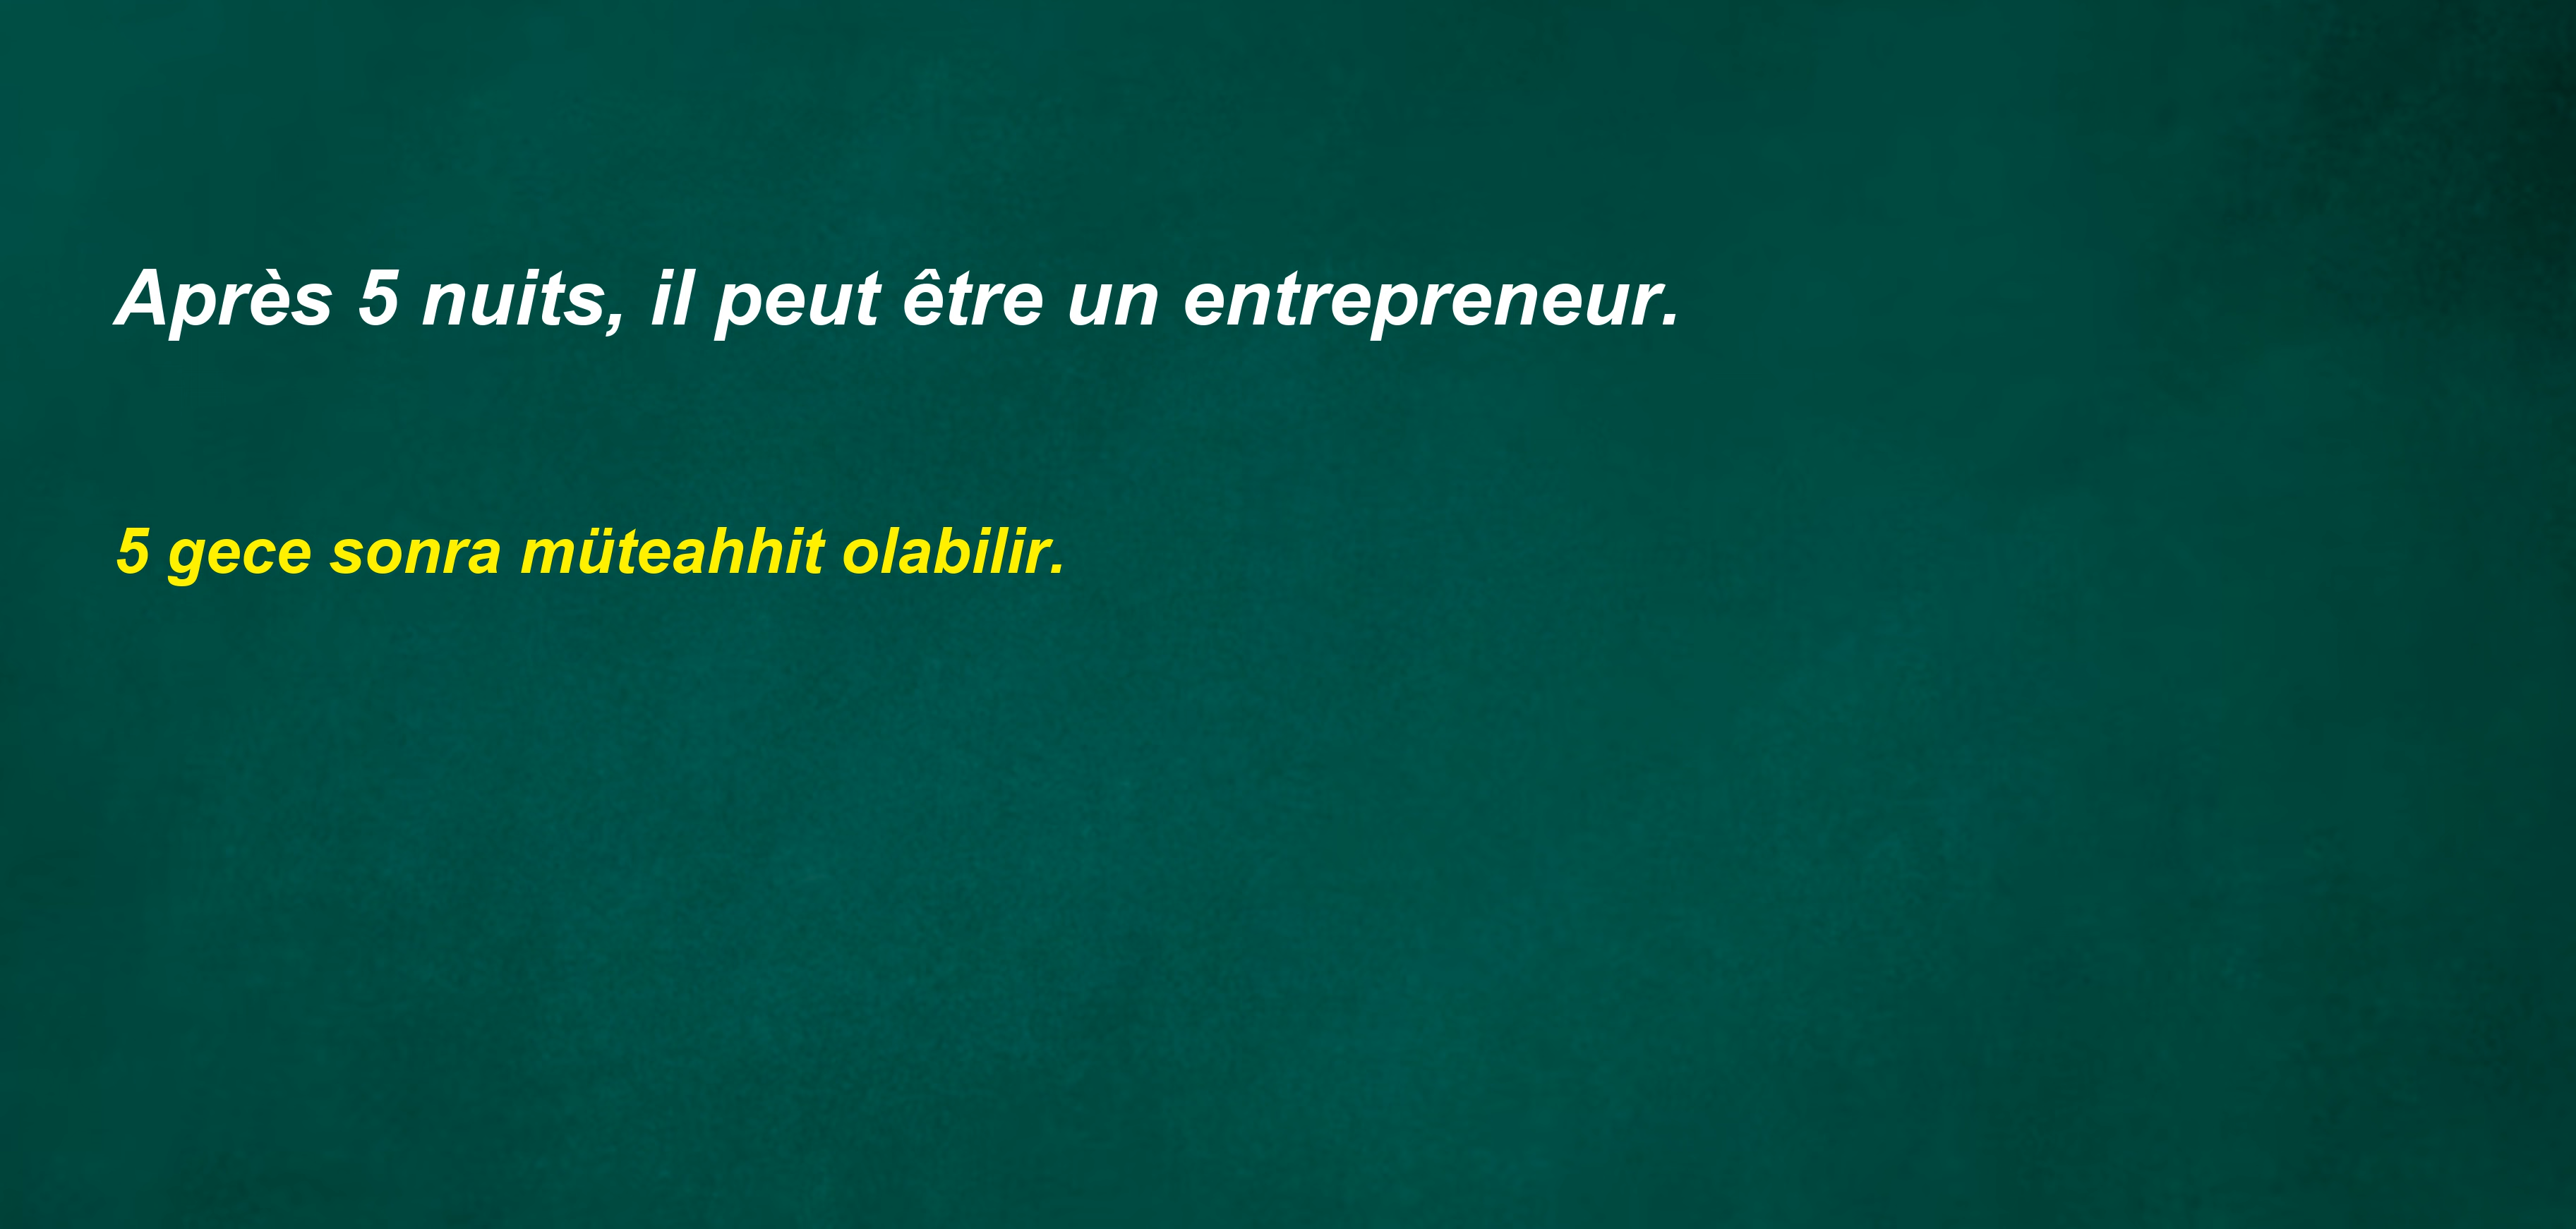 Après 5 nuits, il peut être un entrepreneur.
5 gece sonra müteahhit olabilir.